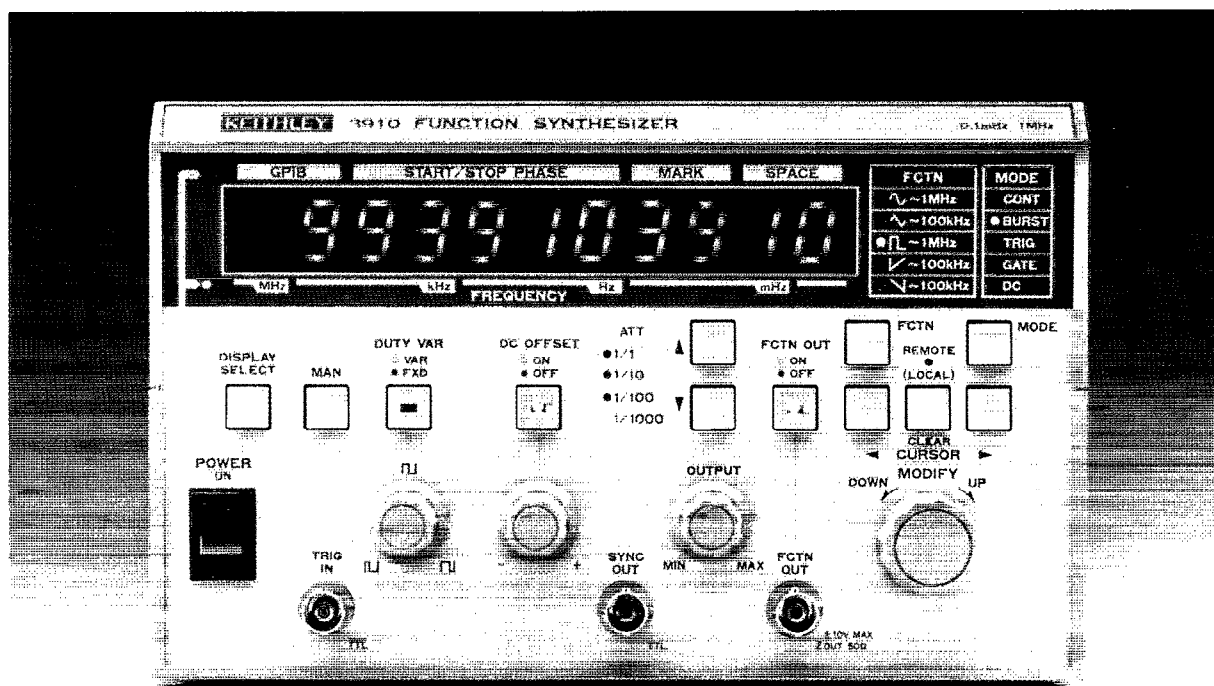 KEITHLEY 3910 FUNCTION SYNTHESIZER 0.1mHz 1MHz
GPIB START/STOP PHASE MARK SPACE
9939103910
MHz kHz Hz mHz
FREQUENCY
FCTN
~1MHz
~100kHz
~1MHz
~100kHz
~100kHz
MODE
CONT
BURST
TRIG
GATE
DC
DISPLAY
SELECT
MAN
DUTY VAR
VAR
FXD
DC OFFSET
ON
OFF
ATT
1/1
1/10
1/100
1/1000
FCTN OUT
ON
OFF
FCTN
MODE
REMOTE
(LOCAL)
CLEAR
CURSOR
MODIFY
DOWN UP
POWER
ON
- +
OUTPUT
MIN MAX
TRIG
IN
TTL
SYNC
OUT
TTL
FCTN
OUT
±10V MAX
ZOUT 50Ω